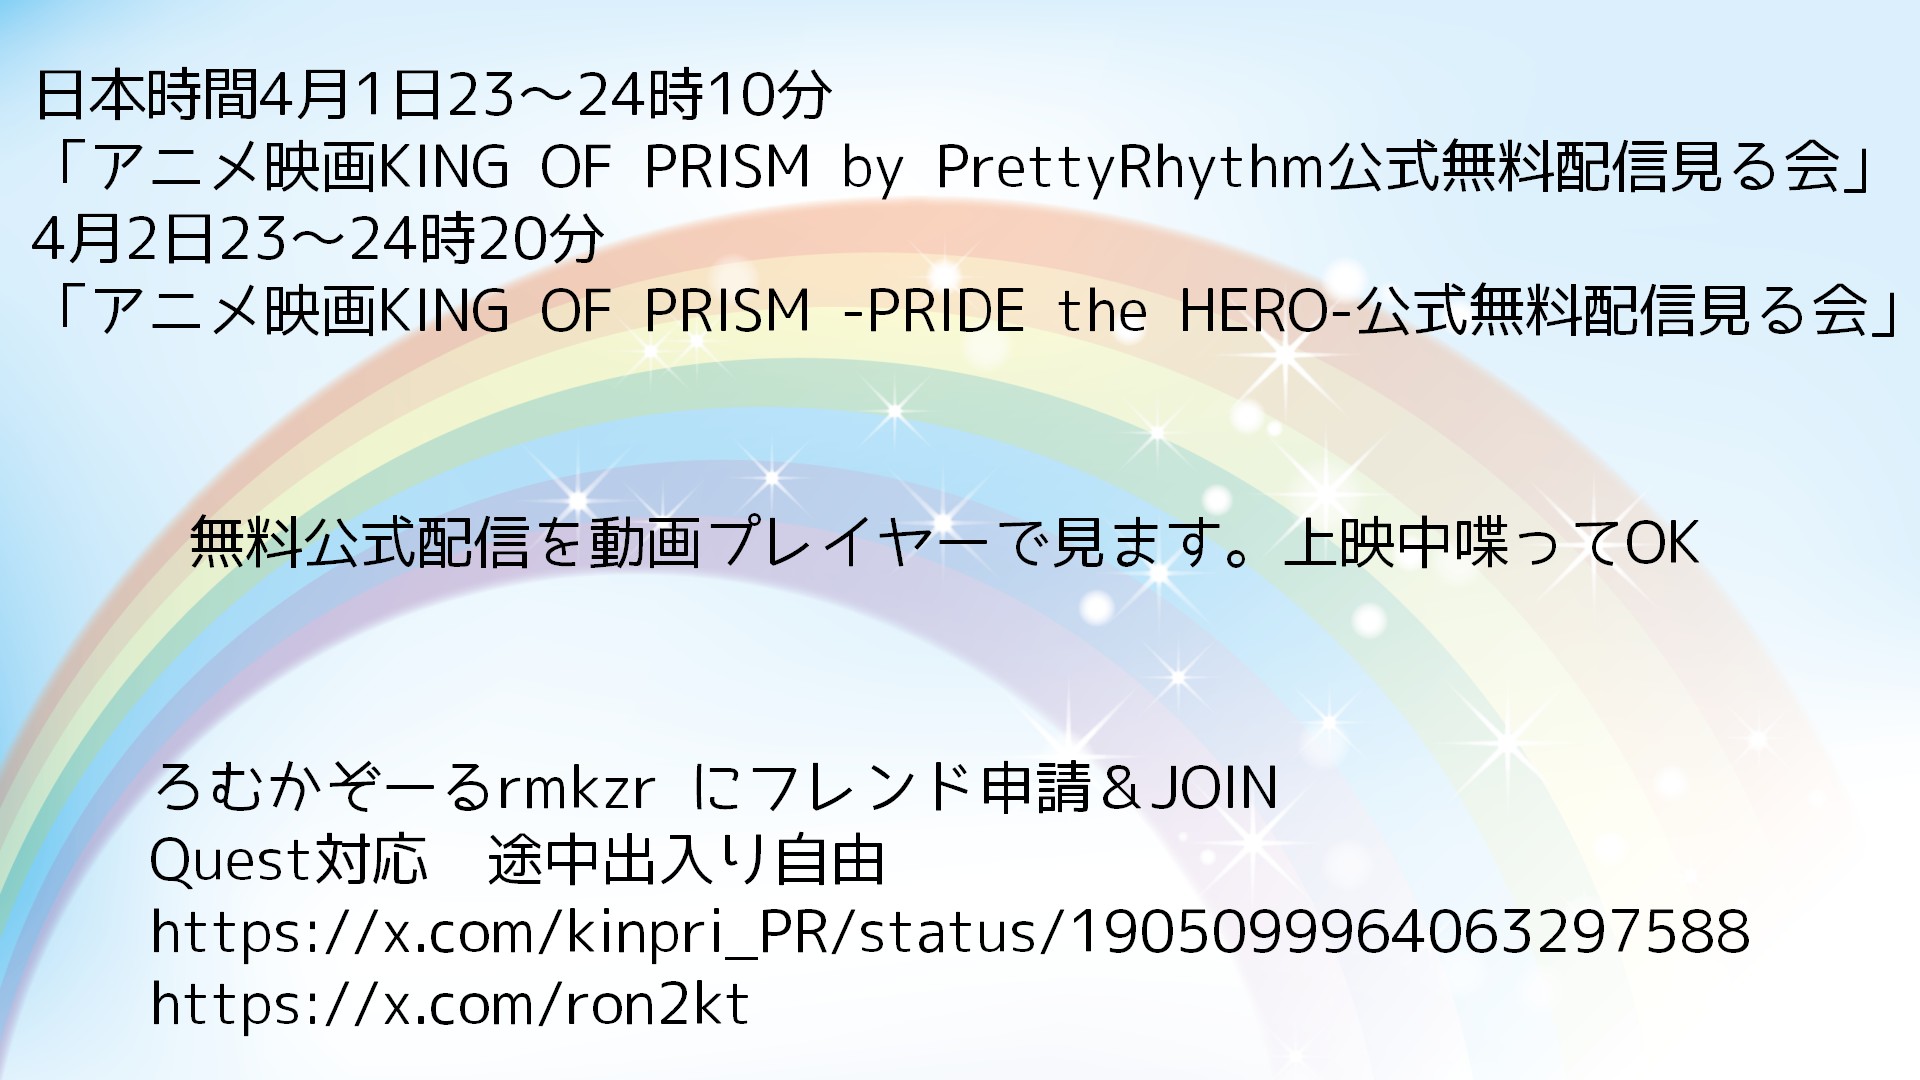 日本時間4月1日23～24時10分
「アニメ映画KING OF PRISM by PrettyRhythm公式無料配信見る会」
4月2日23～24時20分
「アニメ映画KING OF PRISM -PRIDE the HERO-公式無料配信見る会」
無料公式配信を動画プレイヤーで見ます。上映中喋ってOK
ろむかぞーるrmkzr にフレンド申請＆JOIN
Quest対応　途中出入り自由
https://x.com/kinpri_PR/status/1905099964063297588
https://x.com/ron2kt